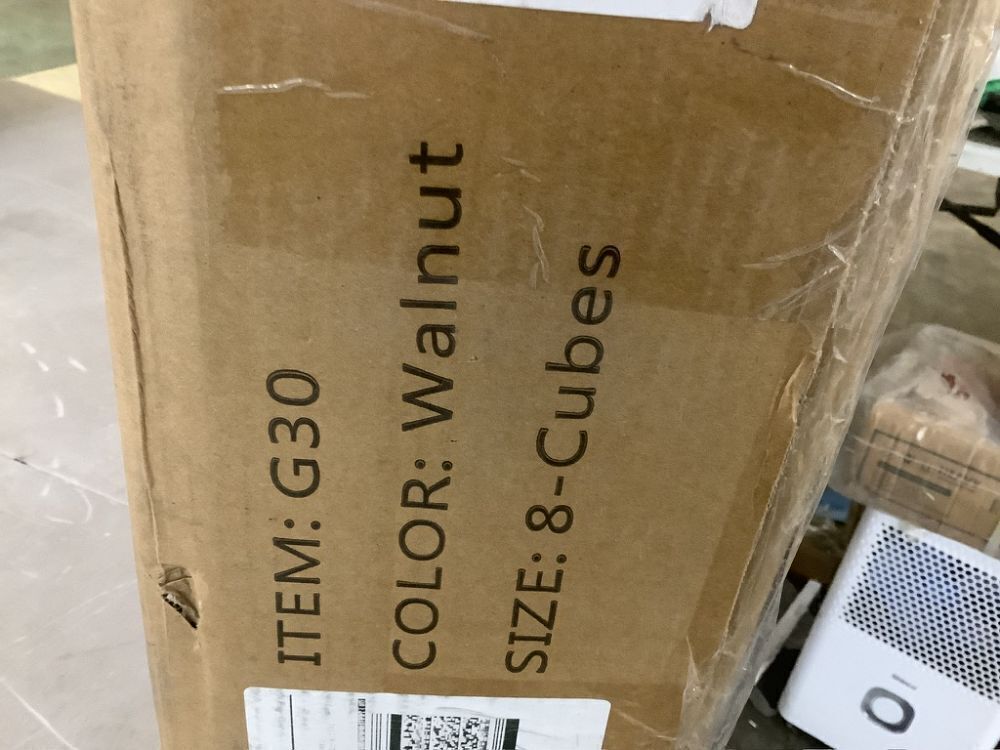 ITEM: G30
COLOR: Walnut
SIZE: 8-Cubes